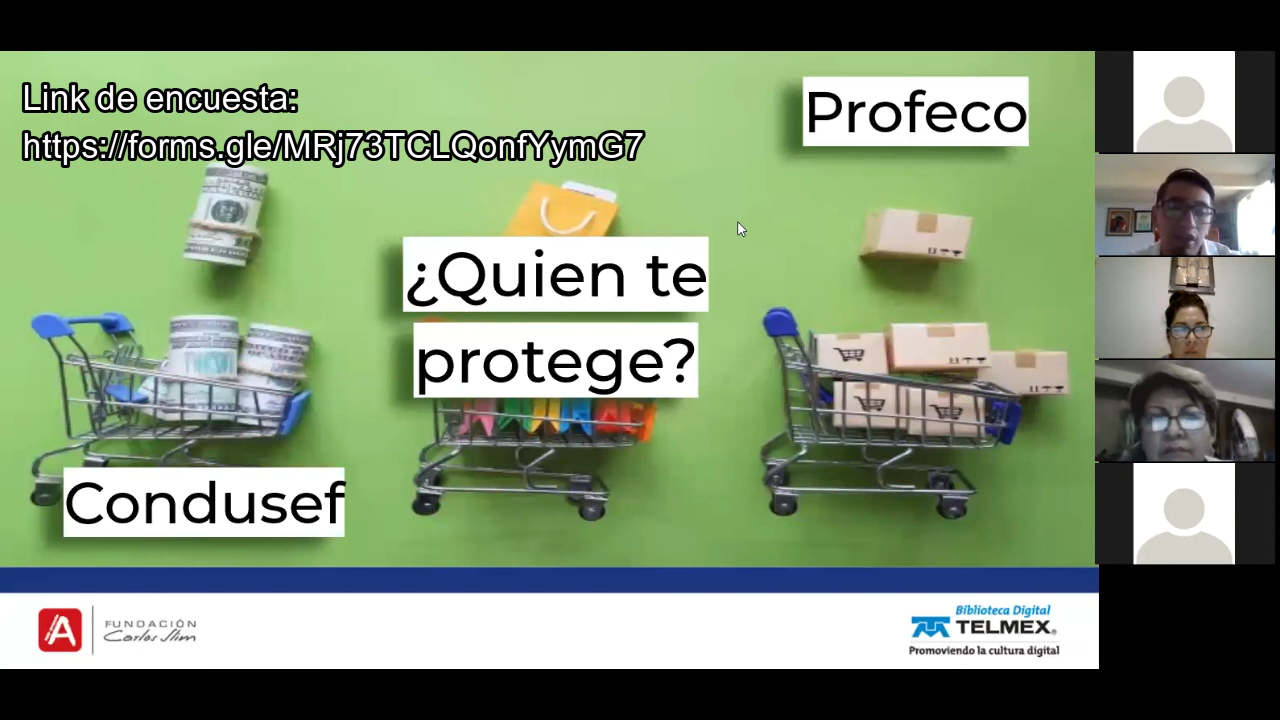 Link de encuesta:
https://forms.gle/MRj73TCLQonfYymG7
Profeco
¿Quien te
protege?
Condusef
FUNDACIÓN
Carlos Slim
Biblioteca Digital
TELMEX®
Promoviendo la cultura digital